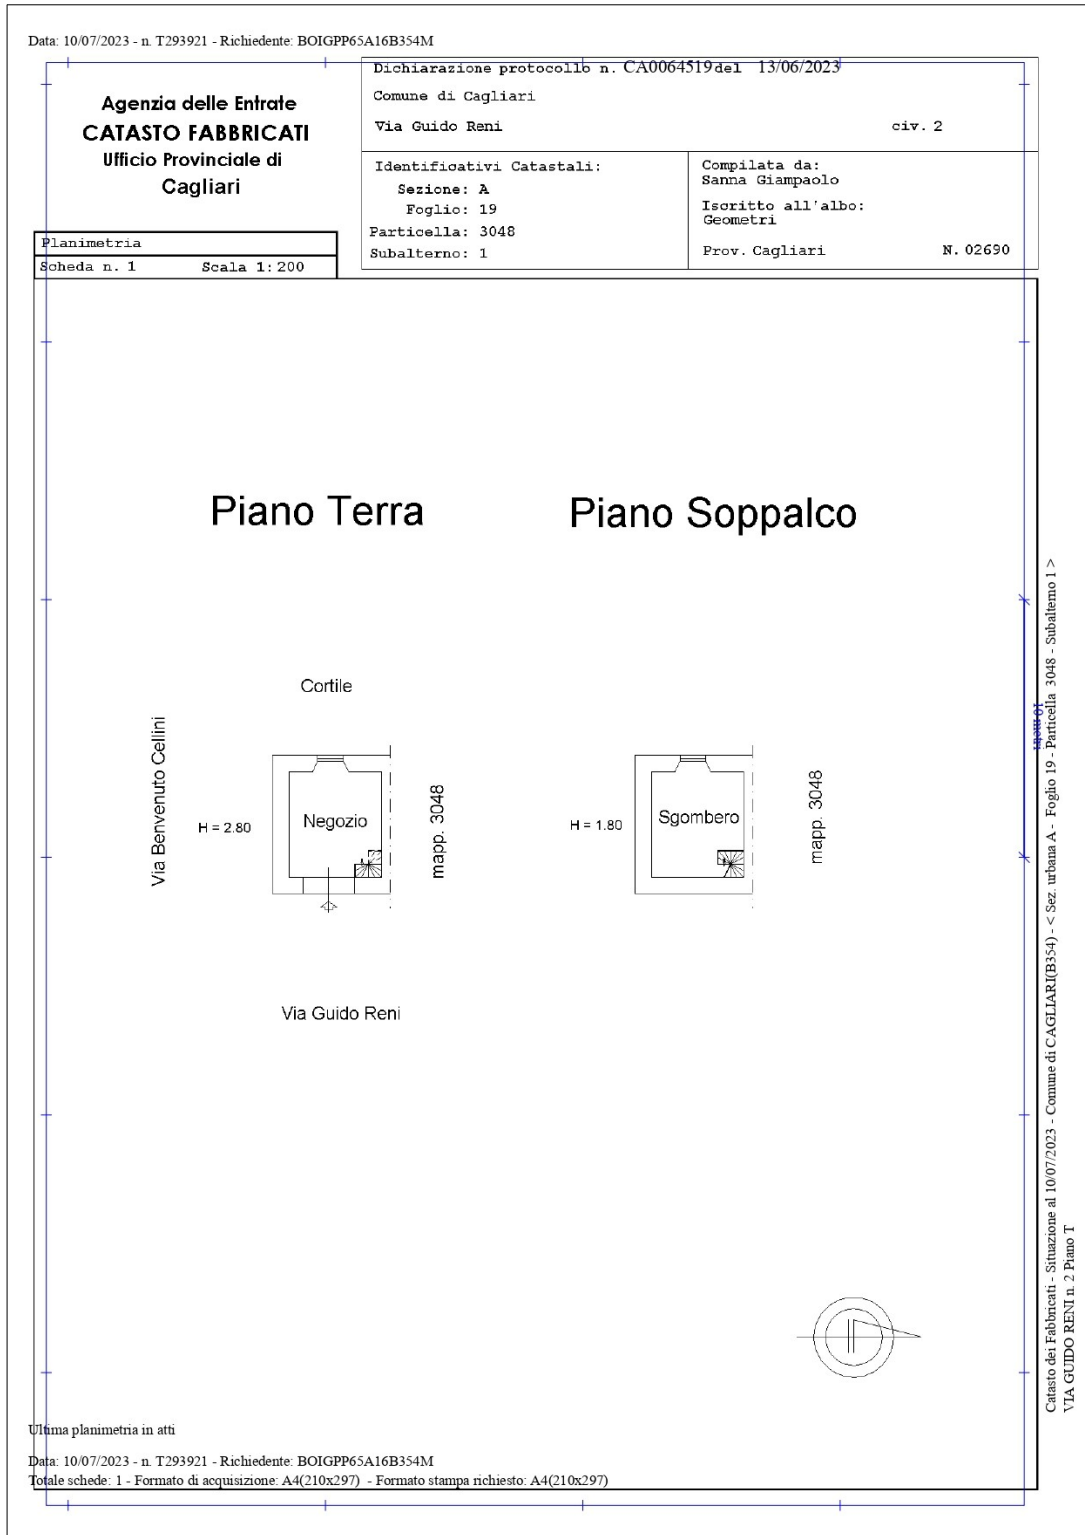 Data: 10/07/2023 - n. T293921 - Richiedente: BOIGPP65A16B354M
Agenzia delle Entrate
CATASTO FABBRICATI
Ufficio Provinciale di
Cagliari
Dichiarazione protocollo n. CA0064519 del 13/06/2023
Comune di Cagliari
Via Guido Reni civ. 2
Identificativi Catastali:
Sezione: A
Foglio: 19
Particella: 3048
Subalterno: 1
Compilata da:
Sanna Giampaolo
Iscritto all'albo:
Geometri
Prov. Cagliari N. 02690
Planimetria
Scheda n. 1 Scala 1:200
Piano Terra
Piano Soppalco
Cortile
Via Benvenuto Cellini
H = 2.80
Negozio
mapp. 3048
H = 1.80
Sgombero
mapp. 3048
Via Guido Reni
10 metri
Catasto dei Fabbricati - Situazione al 10/07/2023 - Comune di CAGLIARI(B354) - < Sez. urbana A - Foglio 19 - Particella 3048 - Subalterno 1 >
VIA GUIDO RENI n. 2 Piano T
Ultima planimetria in atti
Data: 10/07/2023 - n. T293921 - Richiedente: BOIGPP65A16B354M
Totale schede: 1 - Formato di acquisizione: A4(210x297) - Formato stampa richiesto: A4(210x297)